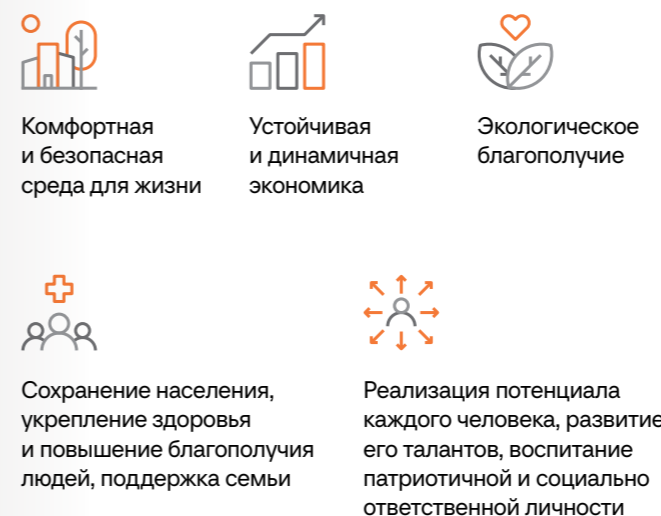 Комфортная
и безопасная
среда для жизни
Устойчивая
и динамичная
экономика
Экологическое
благополучие
Сохранение населения,
укрепление здоровья
и повышение благополучия
людей, поддержка семьи
Реализация потенциала
каждого человека, развитие
его талантов, воспитание
патриотичной и социально
ответственной личности